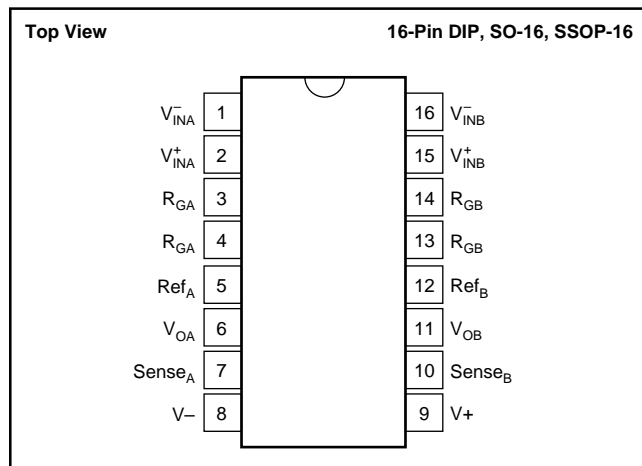 Top View 16-Pin DIP, SO-16, SSOP-16
V⁻INA 1 16 V⁻INB
V⁺INA 2 15 V⁺INB
RGA 3 14 RGB
RGA 4 13 RGB
RefA 5 12 RefB
VOA 6 11 VOB
SenseA 7 10 SenseB
V– 8 9 V+